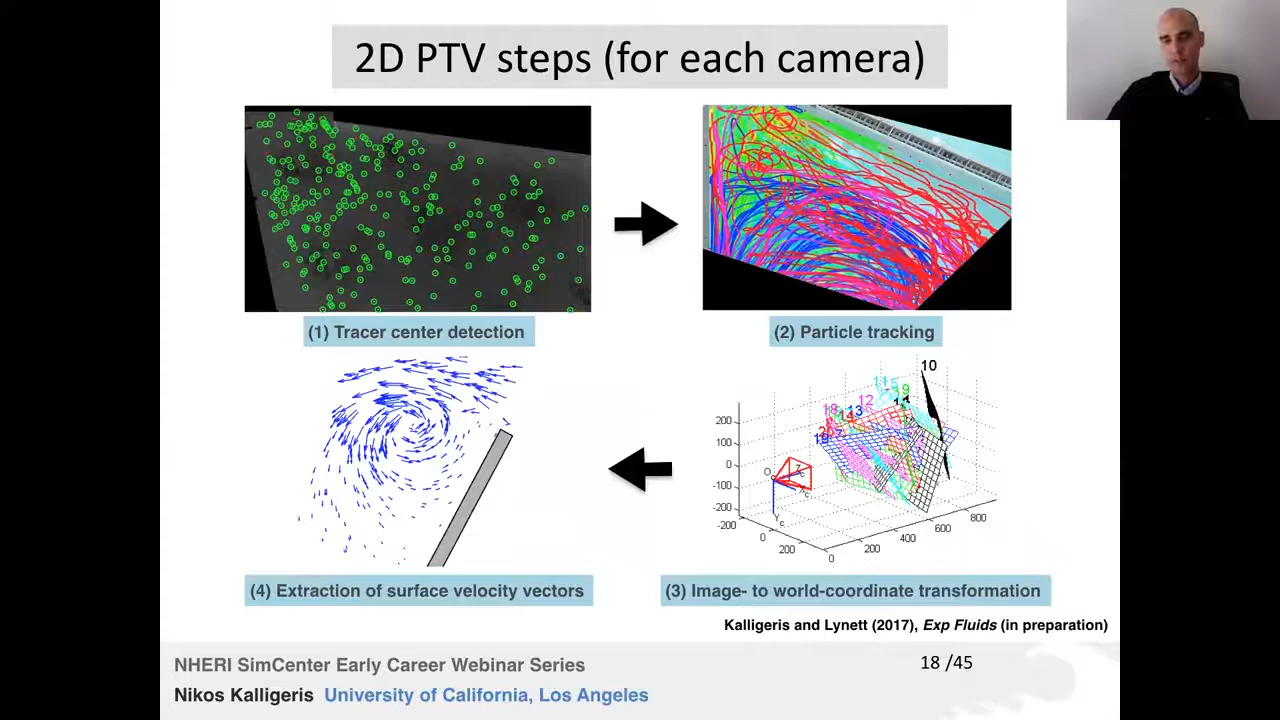 2D PTV steps (for each camera)
(1) Tracer center detection
(2) Particle tracking
10
12
13
19
200
100
0
-100
-200
-200
0
200
0
200
400
600
800
(4) Extraction of surface velocity vectors
(3) Image- to world-coordinate transformation
Kalligeris and Lynett (2017), Exp Fluids (in preparation)
NHERI SimCenter Early Career Webinar Series
18 /45
Nikos Kalligeris University of California, Los Angeles